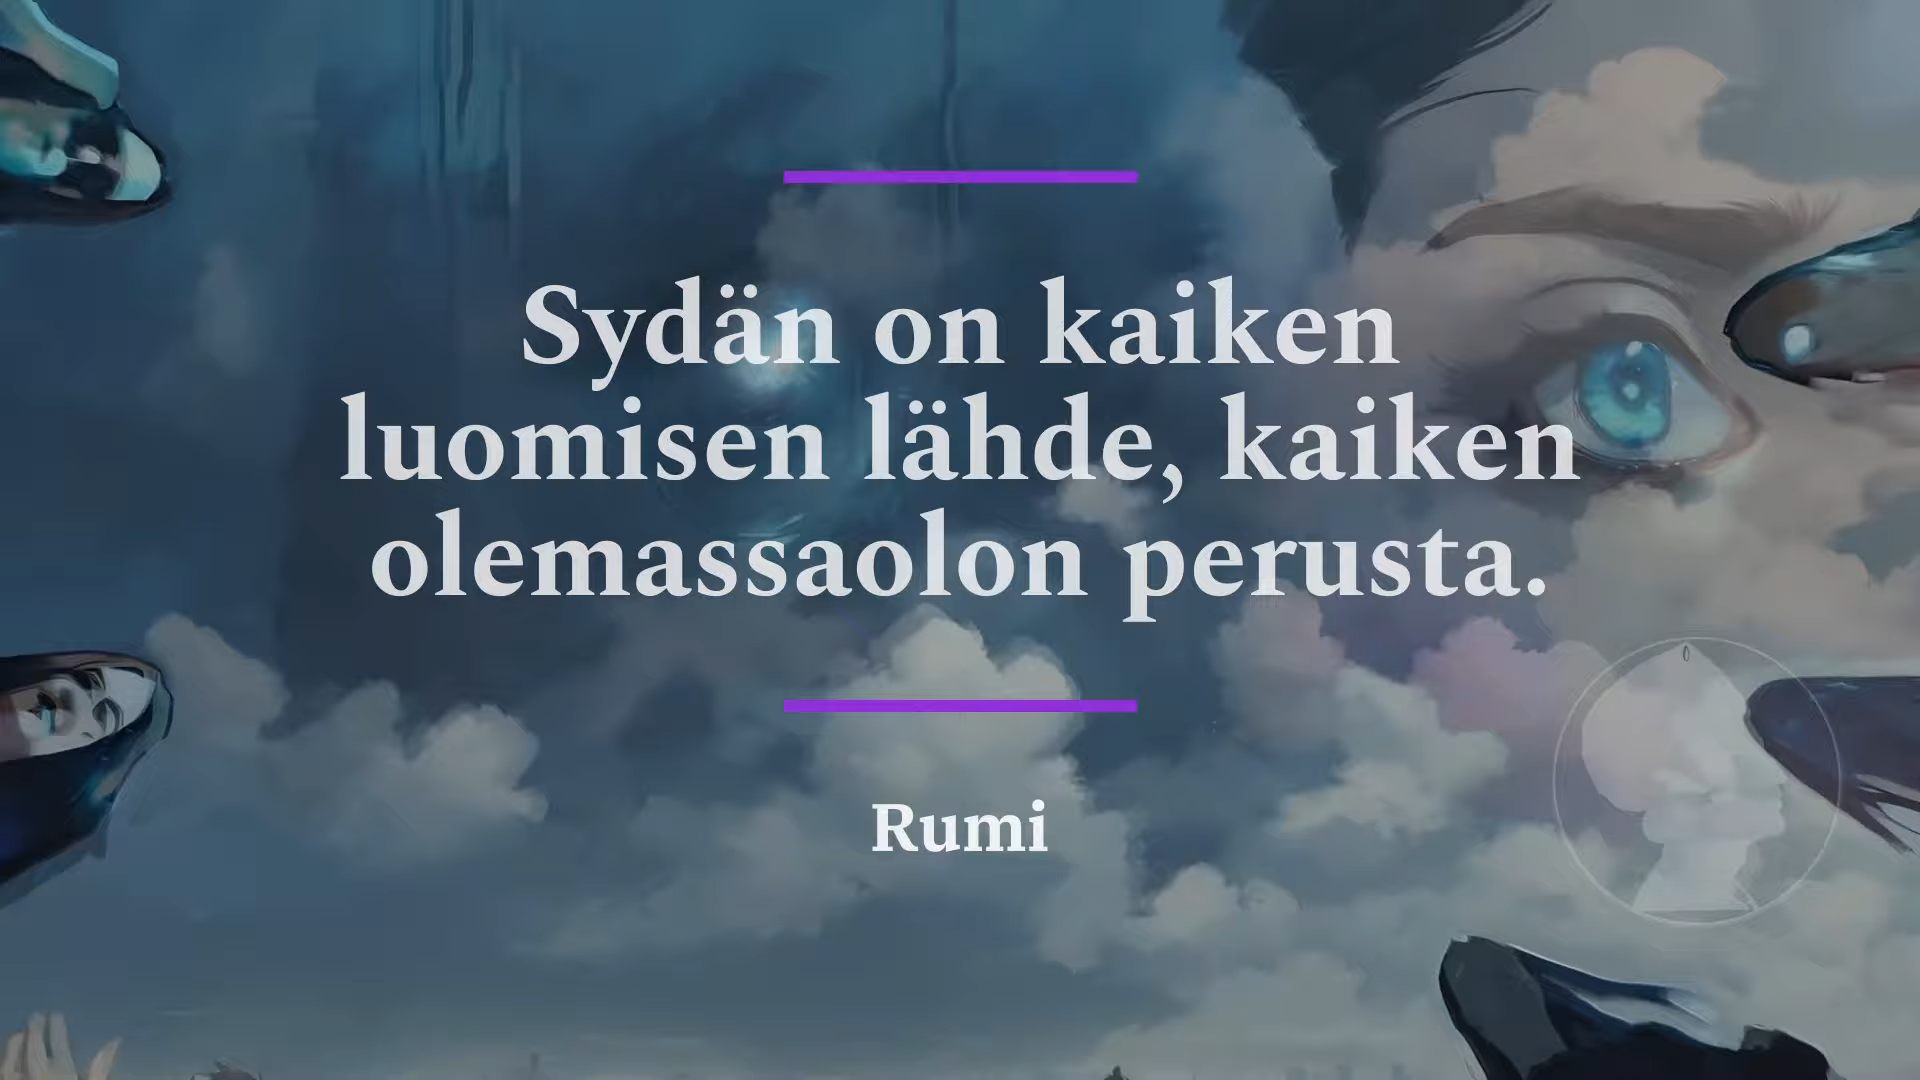 Sydän on kaiken
luomisen lähde, kaiken
olemassaolon perusta.
Rumi